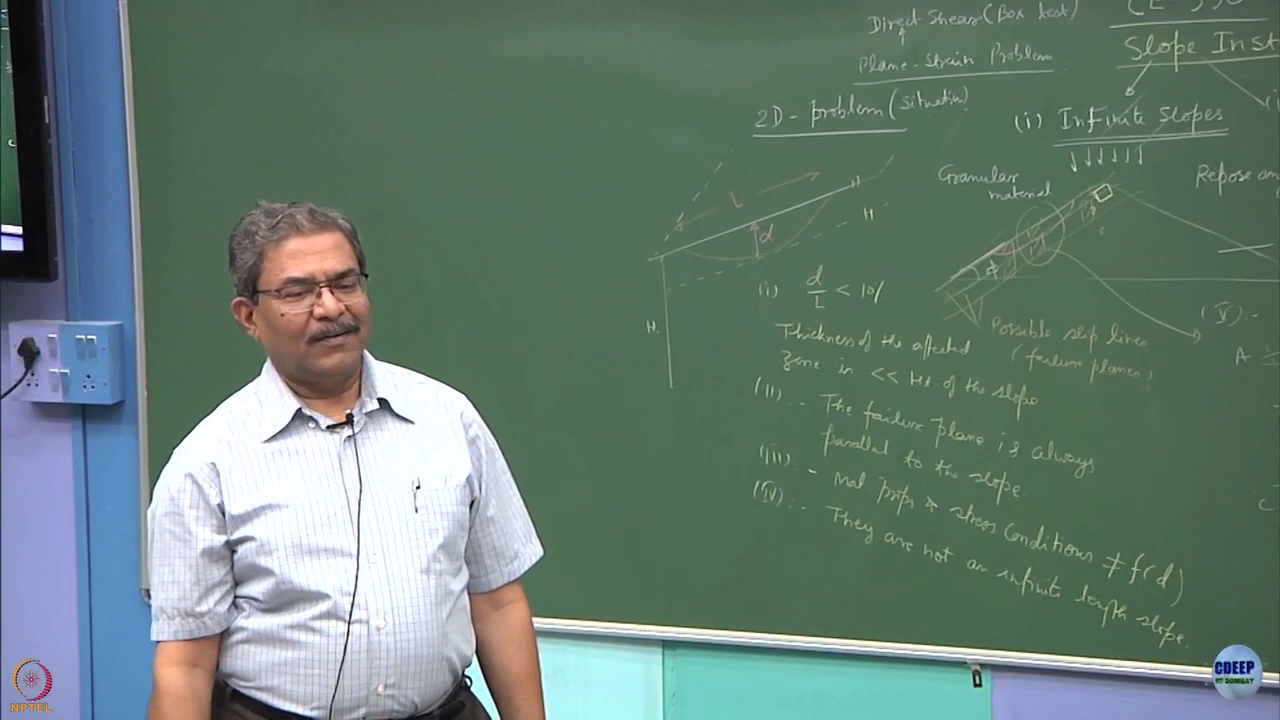 Direct Shear (Box test)
Plane-Strain Problem
2D - problem (situation)
Slope Inst
(i) Infinite Slopes
(i
Granular
material
Repose an
L
H
H
d
φ
(i) d/L < 10/
H
Possible slip lines
(failure planes)
(V):-
A
Thickness of the affected
zone is << Ht of the slope
(ii) :- The failure plane is always
parallel to the slope.
(iii) :- Mat. props & stress conditions ≠ f(d)
(IV) :- They are not an infinite length slope.
C
NPTEL
CDEEP
IIT BOMBAY